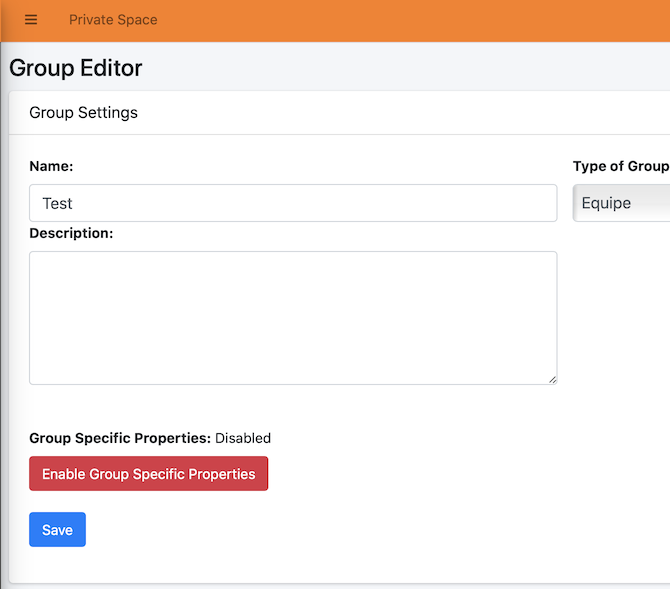 Private Space
Group Editor
Group Settings
Name:
Type of Group
Test
Equipe
Description:
Group Specific Properties: Disabled
Enable Group Specific Properties
Save